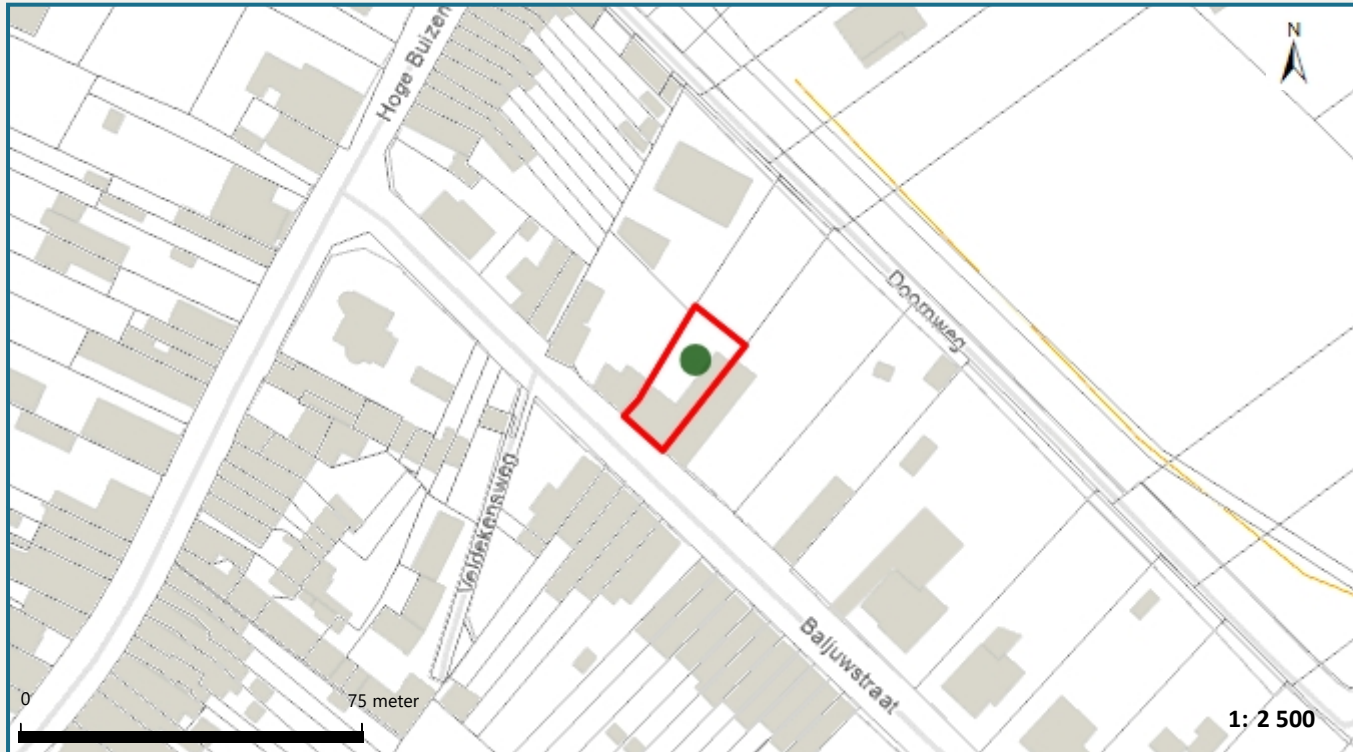 N
Hoge Buizen
Doornweg
Veldekensweg
Baljuwstraat
0
75 meter
1: 2 500